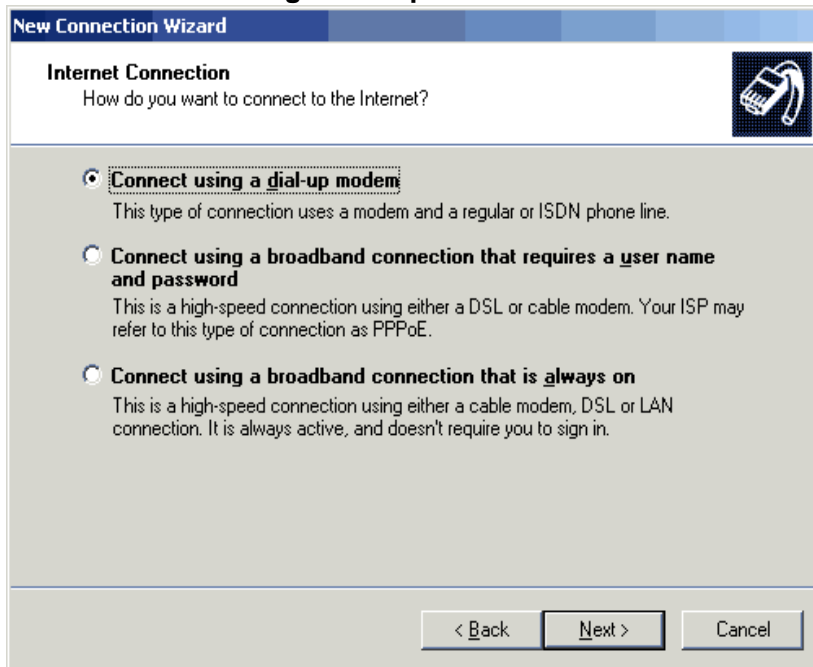 New Connection Wizard
Internet Connection
How do you want to connect to the Internet?
Connect using a dial-up modem
This type of connection uses a modem and a regular or ISDN phone line.
Connect using a broadband connection that requires a user name
and password
This is a high-speed connection using either a DSL or cable modem. Your ISP may
refer to this type of connection as PPPoE.
Connect using a broadband connection that is always on
This is a high-speed connection using either a cable modem, DSL or LAN
connection. It is always active, and doesn't require you to sign in.
< Back Next > Cancel